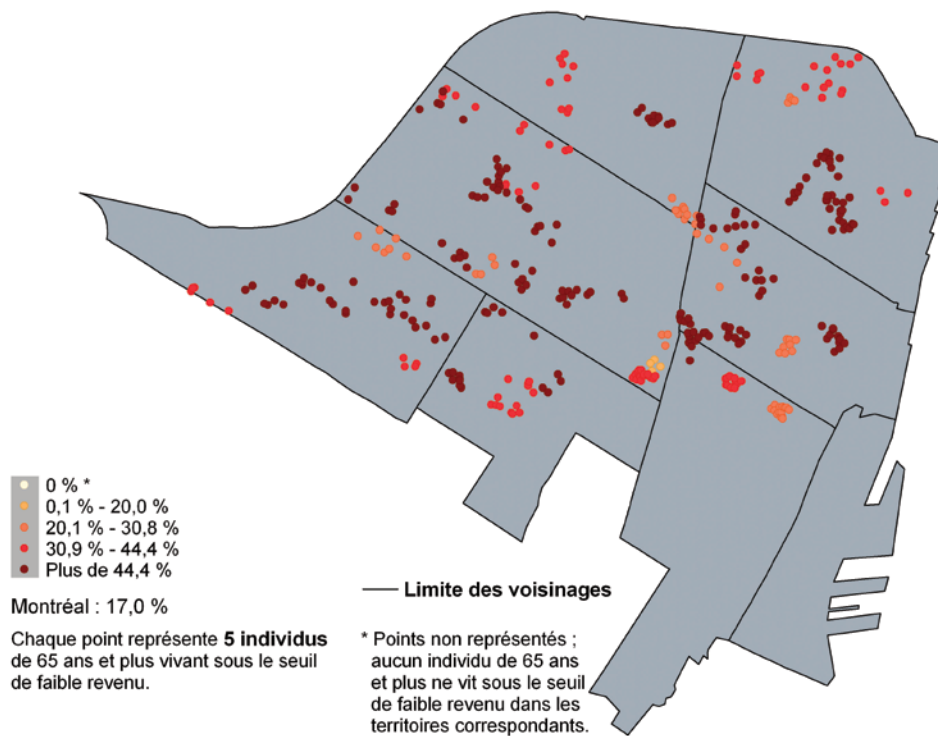 0 % *
0,1 % - 20,0 %
20,1 % - 30,8 %
30,9 % - 44,4 %
Plus de 44,4 %
Montréal : 17,0 %
Chaque point représente 5 individus
de 65 ans et plus vivant sous le seuil
de faible revenu.
Limite des voisinages
* Points non représentés ;
aucun individu de 65 ans
et plus ne vit sous le seuil
de faible revenu dans les
territoires correspondants.